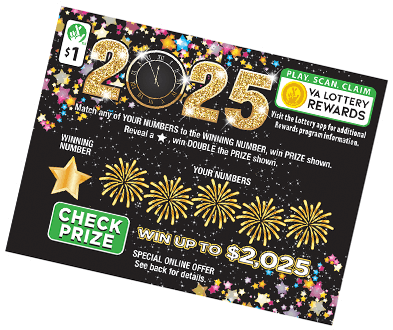 $1
2025
PLAY. SCAN. CLAIM
VA LOTTERY
REWARDS
Visit the Lottery app for additional
Rewards program information.
Match any of YOUR NUMBERS to the WINNING NUMBER, win PRIZE shown.
Reveal a ★, win DOUBLE the PRIZE shown.
WINNING
NUMBER
YOUR NUMBERS
CHECK
PRIZE
WIN UP TO $2,025
SPECIAL ONLINE OFFER
See back for details.